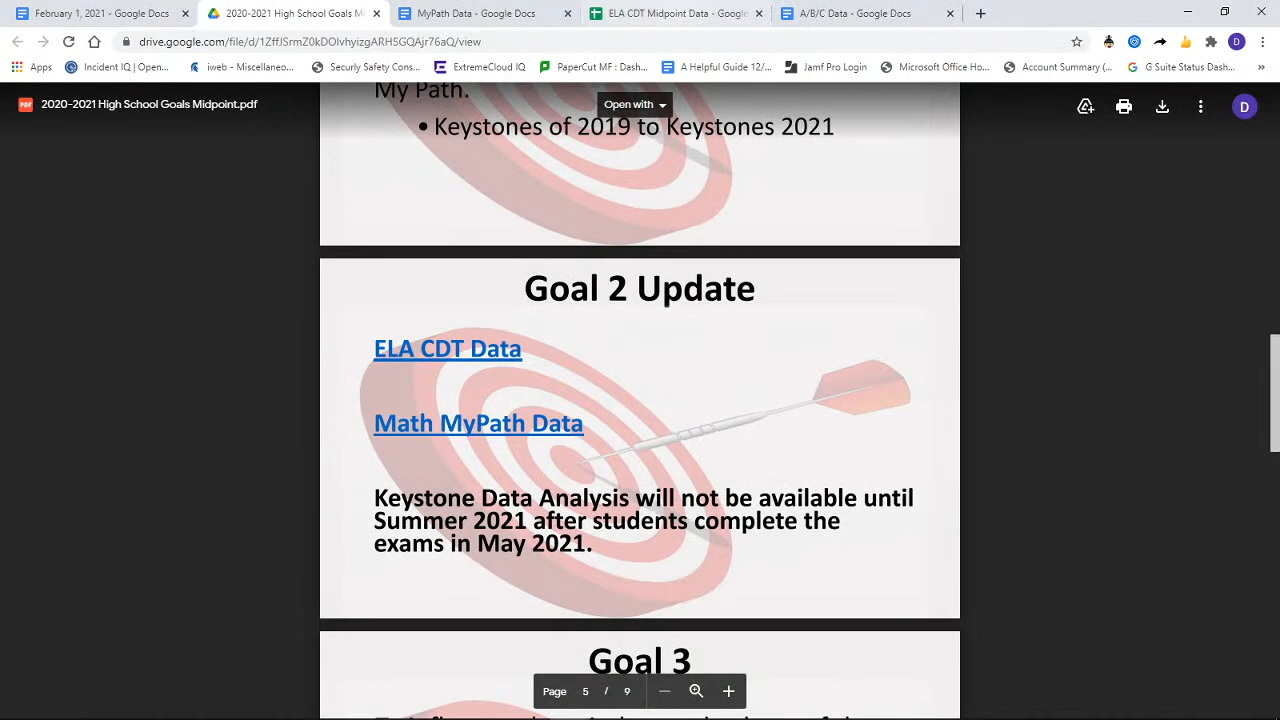 February 1, 2021 - Google Docs
2020-2021 High School Goals M
MyPath Data - Google Docs
ELA CDT Midpoint Data - Google
A/B/C Data - Google Docs
drive.google.com/file/d/1ZffJSrmZ0kDOlvhyizgARH5GQAjr76aQ/view
Apps
Incident IQ | Open...
iweb - Miscellaneo...
Securly Safety Cons...
ExtremeCloud IQ
PaperCut MF : Dash...
A Helpful Guide 12/...
Jamf Pro Login
Microsoft Office Ho...
Account Summary (...
G Suite Status Dash...
PDF
2020-2021 High School Goals Midpoint.pdf
Open with
D
My Path.
• Keystones of 2019 to Keystones 2021
Goal 2 Update
ELA CDT Data
Math MyPath Data
Keystone Data Analysis will not be available until
Summer 2021 after students complete the
exams in May 2021.
Goal 3
Page 5 / 9